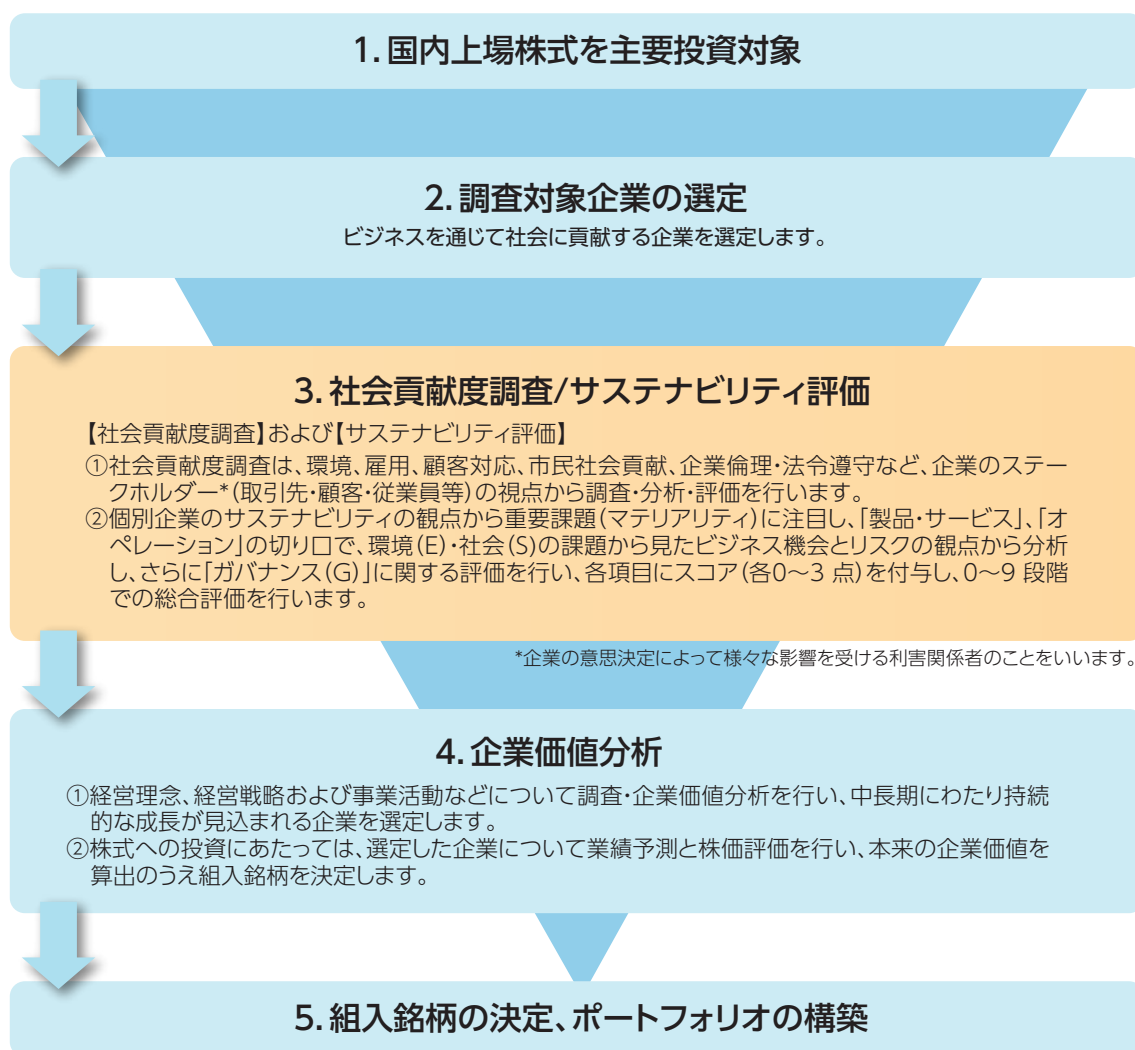 1.国内上場株式を主要投資対象
2.調査対象企業の選定
ビジネスを通じて社会に貢献する企業を選定します。
3.社会貢献度調査/サステナビリティ評価
【社会貢献度調査】および【サステナビリティ評価】
①社会貢献度調査は、環境、雇用、顧客対応、市民社会貢献、企業倫理・法令遵守など、企業のステー
クホルダー*(取引先・顧客・従業員等)の視点から調査・分析・評価を行います。
②個別企業のサステナビリティの観点から重要課題(マテリアリティ)に注目し、「製品・サービス」、「オ
ペレーション」の切り口で、環境(E)・社会(S)の課題から見たビジネス機会とリスクの観点から分析
し、さらに「ガバナンス(G)」に関する評価を行い、各項目にスコア(各0〜3 点)を付与し、0〜9 段階
での総合評価を行います。
*企業の意思決定によって様々な影響を受ける利害関係者のことをいいます。
4.企業価値分析
①経営理念、経営戦略および事業活動などについて調査・企業価値分析を行い、中長期にわたり持続
的な成長が見込まれる企業を選定します。
②株式への投資にあたっては、選定した企業について業績予測と株価評価を行い、本来の企業価値を
算出のうえ組入銘柄を決定します。
5.組入銘柄の決定、ポートフォリオの構築